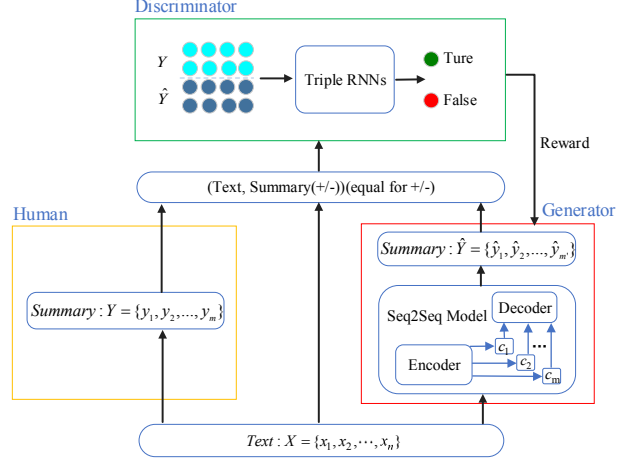 Discriminator
Y
Ŷ
Triple RNNs
Ture
False
Reward
(Text, Summary(+/-))(equal for +/-)
Human
Generator
Summary : Ŷ = {ŷ₁, ŷ₂,..., ŷₘ'}
Summary : Y = {y₁, y₂,..., yₘ}
Seq2Seq Model
Decoder
Encoder
c₁
c₂
...
cₘ
Text : X = {x₁, x₂,⋯, xₙ}